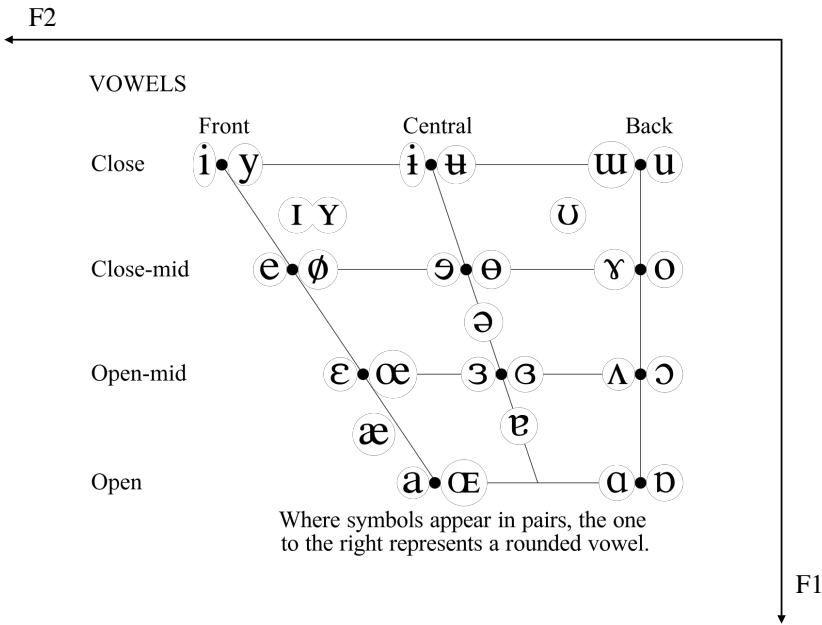 F2
VOWELS
Front Central Back
Close i y ɨ ʉ ɯ u
ɪ ʏ ʊ
Close-mid e ø ɘ ɵ ɤ o
ə
Open-mid ɛ œ ɜ ɞ ʌ ɔ
æ ɐ
Open a ɶ ɑ ɒ
Where symbols appear in pairs, the one
to the right represents a rounded vowel.
F1